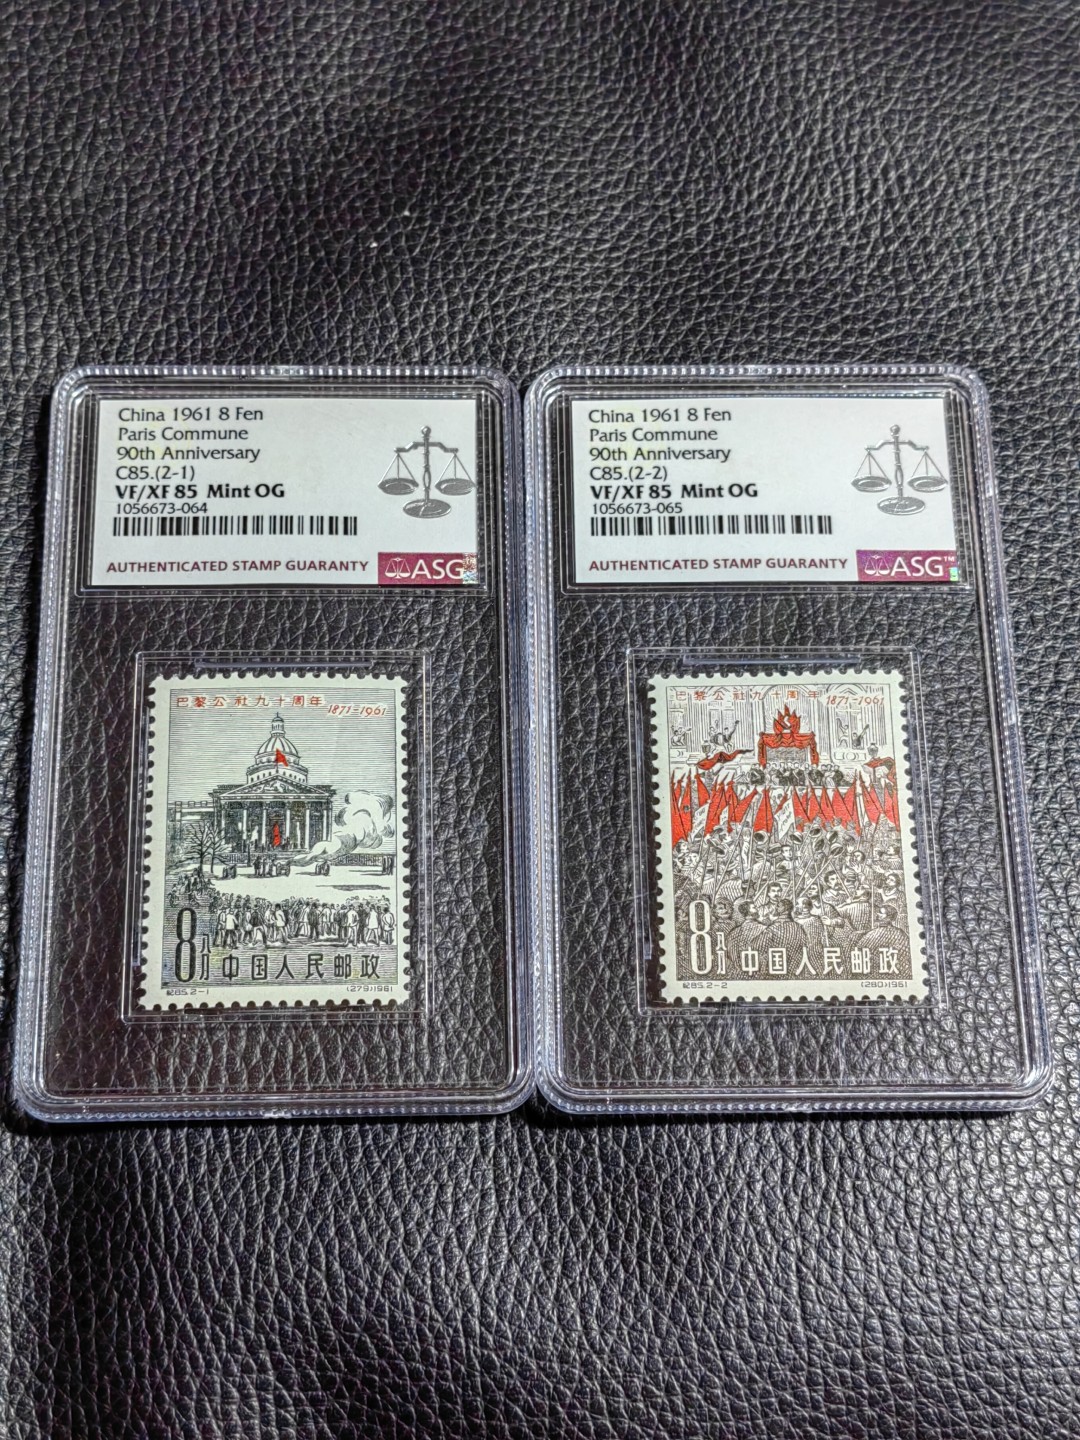 China 1961 8 Fen
Paris Commune
90th Anniversary
C85.(2-1)
VF/XF 85 Mint OG
1056673-064
AUTHENTICATED STAMP GUARANTY
ASG
巴黎公社九十周年
1871-1961
8分
中国人民邮政
纪85.2-1
(279)1961
China 1961 8 Fen
Paris Commune
90th Anniversary
C85.(2-2)
VF/XF 85 Mint OG
1056673-065
AUTHENTICATED STAMP GUARANTY
ASG™
巴黎公社九十周年
1871-1961
8分
中国人民邮政
纪85.2-2
(280)1961